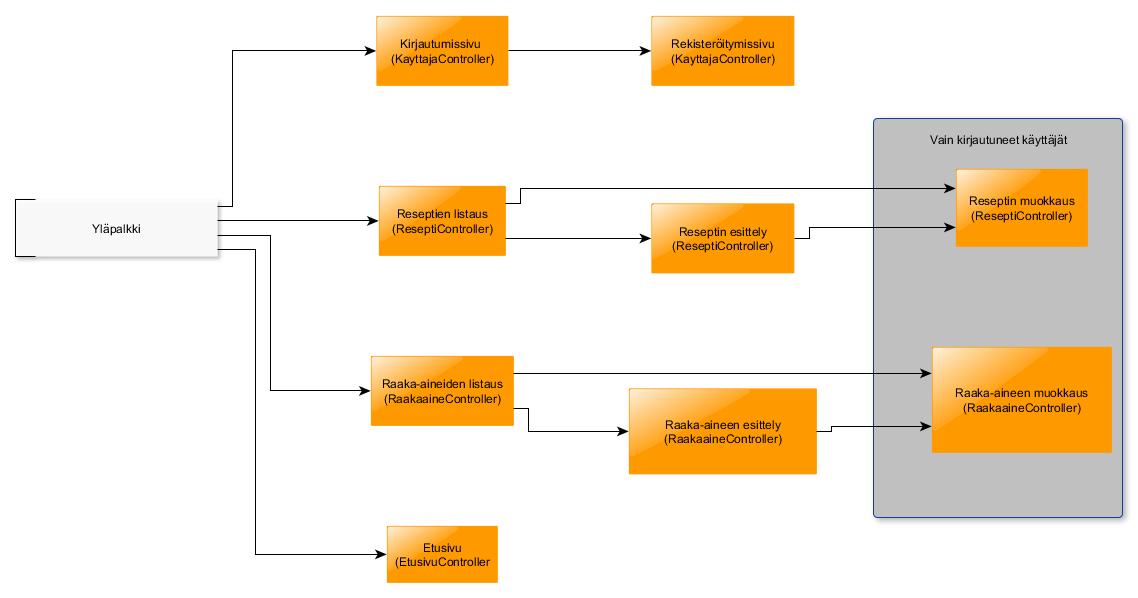 Kirjautumissivu
(KayttajaController)
Rekisteröitymissivu
(KayttajaController)
Vain kirjautuneet käyttäjät
Yläpalkki
Reseptien listaus
(ReseptiController)
Reseptin esittely
(ReseptiController)
Reseptin muokkaus
(ReseptiController)
Raaka-aineiden listaus
(RaakaaineController)
Raaka-aineen esittely
(RaakaaineController)
Raaka-aineen muokkaus
(RaakaaineController)
Etusivu
(EtusivuController